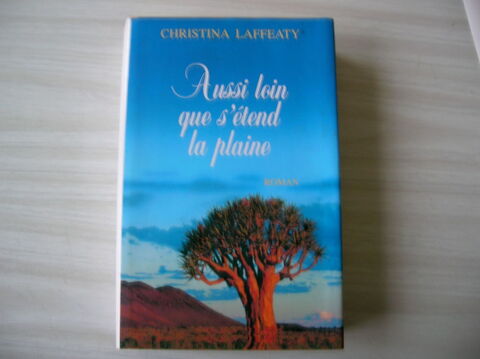 CHRISTINA LAFFEATY
Aussi loin
que s'étend
la plaine
ROMAN